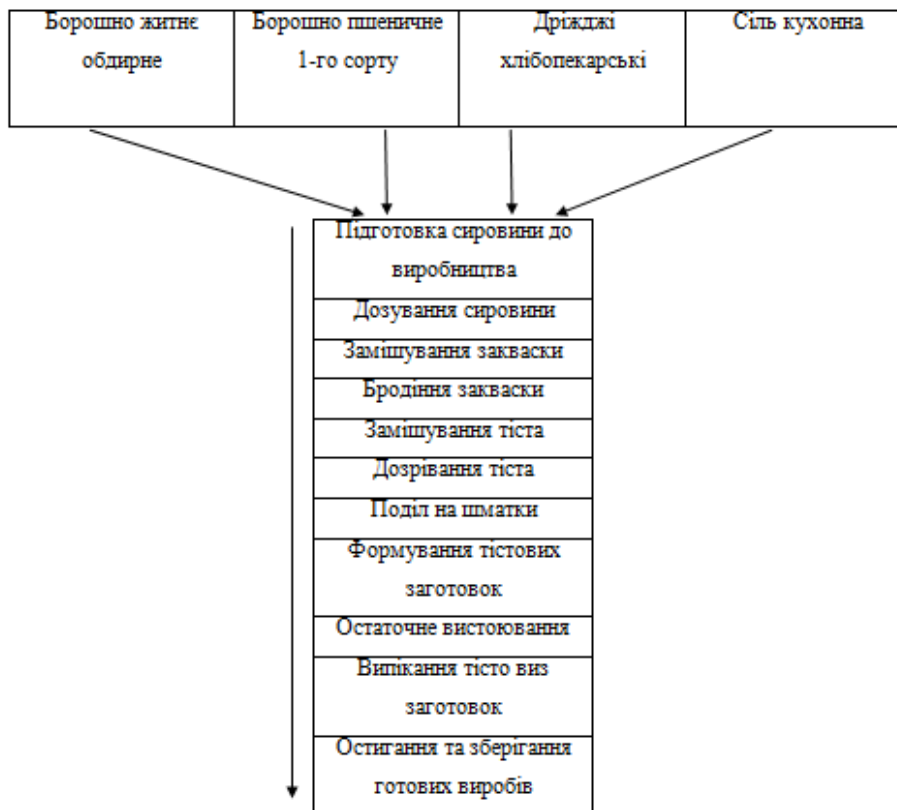 Борошно житнє
обдирне
Борошно пшеничне
1-го сорту
Дріжджі
хлібопекарські
Сіль кухонна
Підготовка сировини до
виробництва
Дозування сировини
Замішування закваски
Бродіння закваски
Замішування тіста
Дозрівання тіста
Поділ на шматки
Формування тістових
заготовок
Остаточне вистоювання
Випікання тісто виз
заготовок
Остигання та зберігання
готових виробів